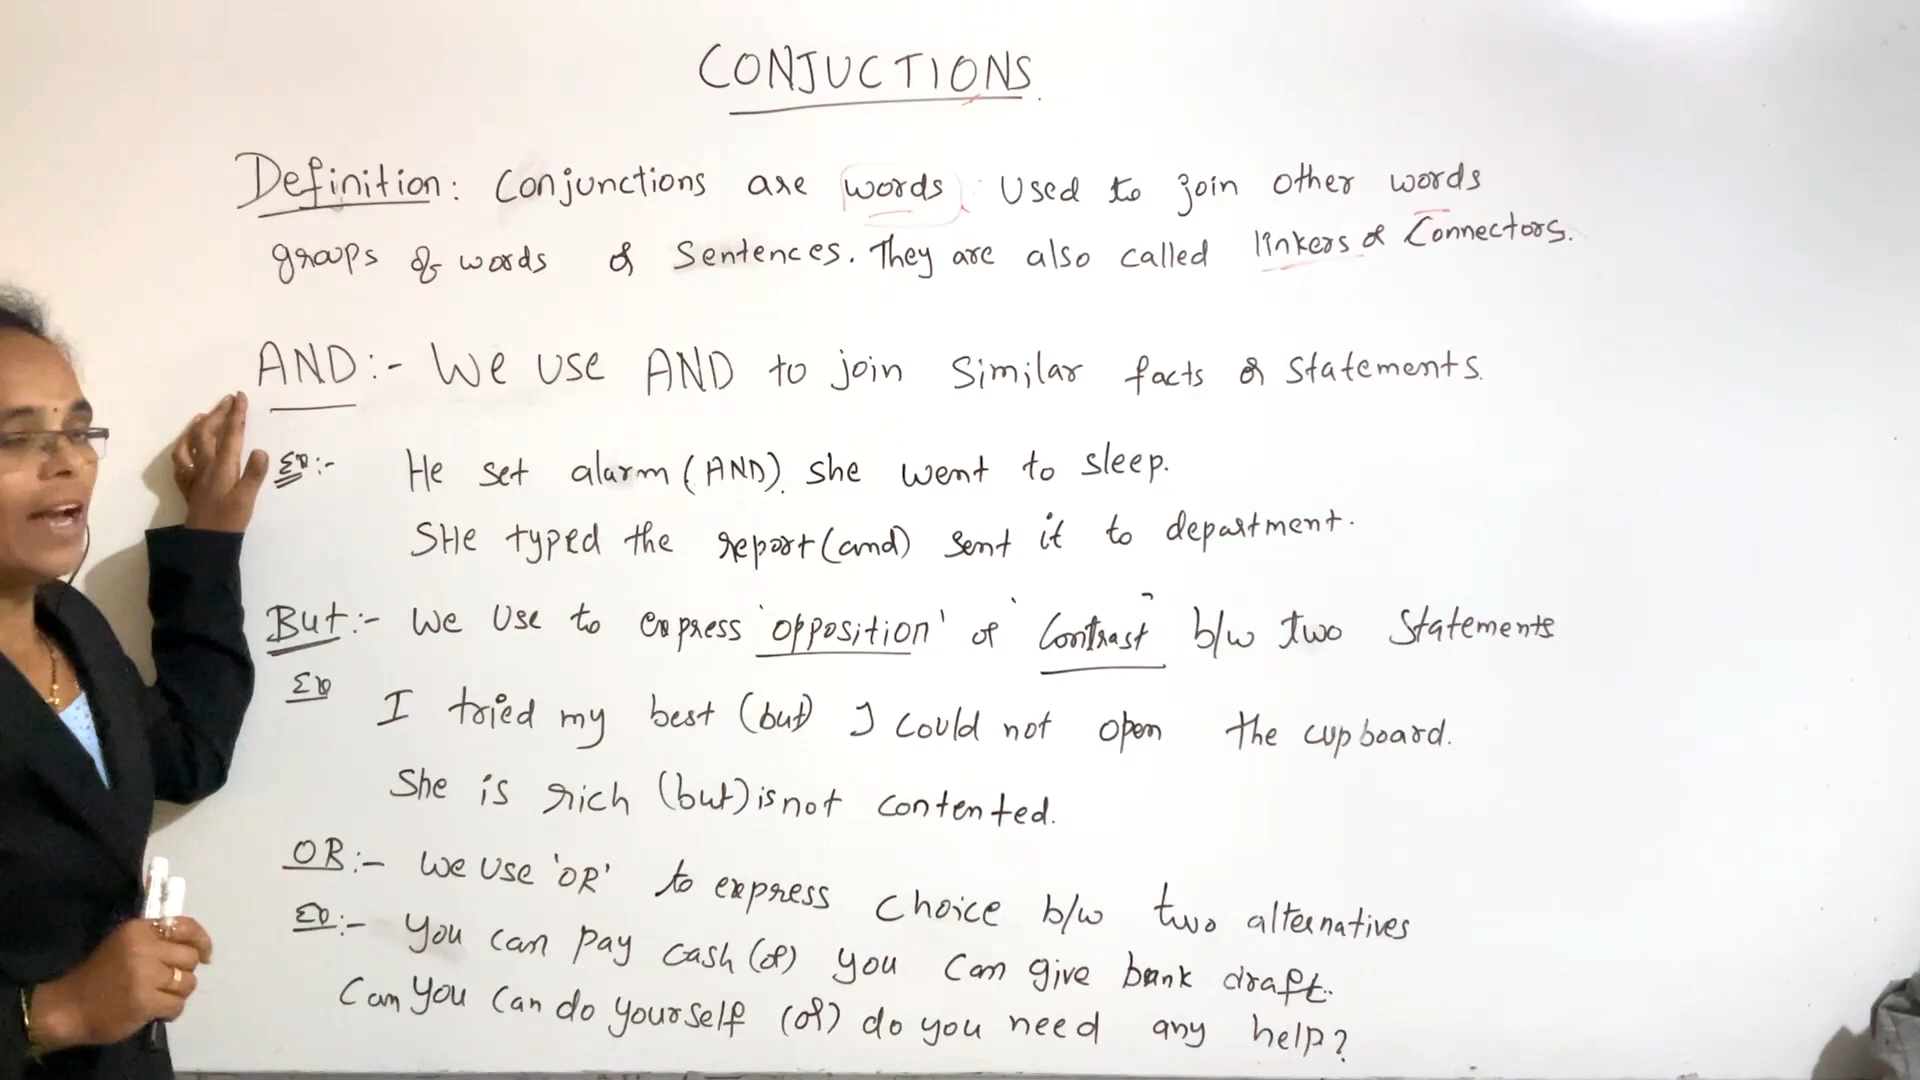 CONJUCTIONS.
Definition: Conjunctions are words used to join other words
groups of words or Sentences. They are also called linkers or Connectors.
AND:- We use AND to join Similar facts or Statements.
Ex:- He set alarm (AND) she went to sleep.
SHe typed the report (and) sent it to department.
But:- We Use to express 'opposition' or 'Contrast' b/w two Statements
Ex I tried my best (but) I could not open the cupboard.
She is rich (but) is not contented.
OR:- We Use 'OR' to express choice b/w two alternatives
Ex:- You can pay cash (or) you can give bank draft.
Can you can do yourself (or) do you need any help?